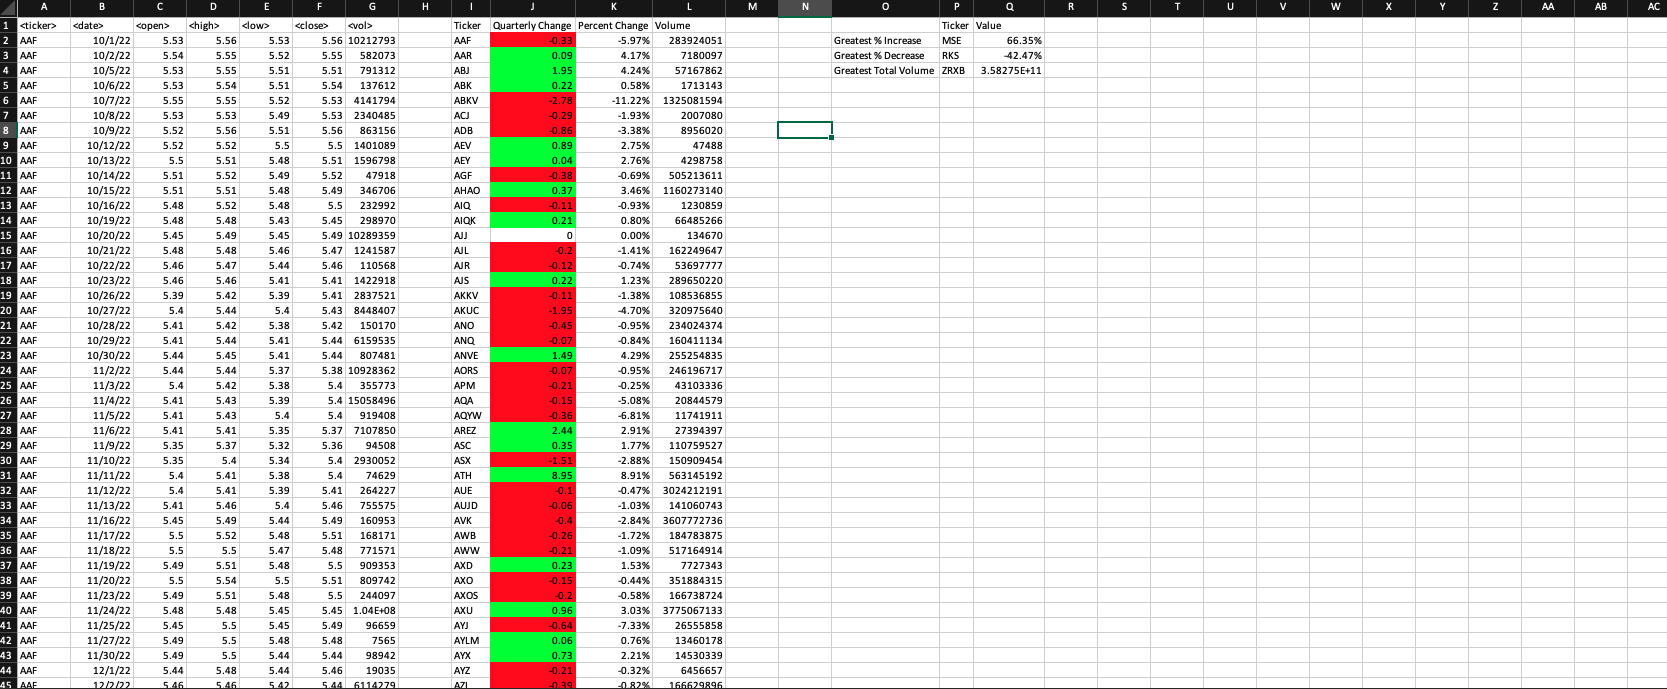 A B C D E F G H I J K L M N O P Q R S T U V W X Y Z AA AB AC
1 <ticker> <date> <open> <high> <low> <close> <vol> Ticker Quarterly Change Percent Change Volume Ticker Value
2 AAF 10/1/22 5.53 5.56 5.53 5.56 10212793 AAF -0.33 -5.97% 283924051 Greatest % Increase MSE 66.35%
3 AAF 10/2/22 5.54 5.55 5.52 5.55 582073 AAR 0.09 4.17% 7180097 Greatest % Decrease RKS -42.47%
4 AAF 10/5/22 5.53 5.55 5.51 5.51 791312 ABJ 1.95 4.24% 57167862 Greatest Total Volume ZRXB 3.58275E+11
5 AAF 10/6/22 5.53 5.54 5.51 5.54 137612 ABK 0.22 0.58% 1713143
6 AAF 10/7/22 5.55 5.55 5.52 5.53 4141794 ABKV -2.78 -11.22% 1325081594
7 AAF 10/8/22 5.53 5.53 5.49 5.53 2340485 ACJ -0.29 -1.93% 2007080
8 AAF 10/9/22 5.52 5.56 5.51 5.56 863156 ADB -0.86 -3.38% 8956020
9 AAF 10/12/22 5.52 5.52 5.5 5.5 1401089 AEV 0.89 2.75% 47488
10 AAF 10/13/22 5.5 5.51 5.48 5.51 1596798 AEY 0.04 2.76% 4298758
11 AAF 10/14/22 5.51 5.52 5.49 5.52 47918 AGF -0.38 -0.69% 505213611
12 AAF 10/15/22 5.51 5.51 5.48 5.49 346706 AHAO 0.37 3.46% 1160273140
13 AAF 10/16/22 5.48 5.52 5.48 5.5 232992 AIQ -0.11 -0.93% 1230859
14 AAF 10/19/22 5.48 5.48 5.43 5.45 298970 AIQK 0.21 0.80% 66485266
15 AAF 10/20/22 5.45 5.49 5.45 5.49 10289359 AJJ 0 0.00% 134670
16 AAF 10/21/22 5.48 5.48 5.46 5.47 1241587 AJL -0.2 -1.41% 162249647
17 AAF 10/22/22 5.46 5.47 5.44 5.46 110568 AJR -0.12 -0.74% 53697777
18 AAF 10/23/22 5.46 5.46 5.41 5.41 1422918 AJS 0.22 1.23% 289650220
19 AAF 10/26/22 5.39 5.42 5.39 5.41 2837521 AKKV -0.11 -1.38% 108536855
20 AAF 10/27/22 5.4 5.44 5.4 5.43 8448407 AKUC -1.95 -4.70% 320975640
21 AAF 10/28/22 5.41 5.42 5.38 5.42 150170 ANO -0.45 -0.95% 234024374
22 AAF 10/29/22 5.41 5.44 5.41 5.44 6159535 ANQ -0.07 -0.84% 160411134
23 AAF 10/30/22 5.44 5.45 5.41 5.44 807481 ANVE 1.49 4.29% 255254835
24 AAF 11/2/22 5.44 5.44 5.37 5.38 10928362 AORS -0.07 -0.95% 246196717
25 AAF 11/3/22 5.4 5.42 5.38 5.4 355773 APM -0.21 -0.25% 43103336
26 AAF 11/4/22 5.41 5.43 5.39 5.4 15058496 AQA -0.15 -5.08% 20844579
27 AAF 11/5/22 5.41 5.43 5.4 5.4 919408 AQYW -0.36 -6.81% 11741911
28 AAF 11/6/22 5.41 5.41 5.35 5.37 7107850 AREZ 2.44 2.91% 27394397
29 AAF 11/9/22 5.35 5.37 5.32 5.36 94508 ASC 0.35 1.77% 110759527
30 AAF 11/10/22 5.35 5.4 5.34 5.4 2930052 ASX -1.51 -2.88% 150909454
31 AAF 11/11/22 5.4 5.41 5.38 5.4 74629 ATH 8.95 8.91% 563145192
32 AAF 11/12/22 5.4 5.41 5.39 5.41 264227 AUE -0.1 -0.47% 3024212191
33 AAF 11/13/22 5.41 5.46 5.4 5.46 755575 AUJD -0.06 -1.03% 141060743
34 AAF 11/16/22 5.45 5.49 5.44 5.49 160953 AVK -0.4 -2.84% 3607772736
35 AAF 11/17/22 5.5 5.52 5.48 5.51 168171 AWB -0.26 -1.72% 184783875
36 AAF 11/18/22 5.5 5.5 5.47 5.48 771571 AWW -0.21 -1.09% 517164914
37 AAF 11/19/22 5.49 5.51 5.48 5.5 909353 AXD 0.23 1.53% 7727343
38 AAF 11/20/22 5.5 5.54 5.5 5.51 809742 AXO -0.15 -0.44% 351884315
39 AAF 11/23/22 5.49 5.51 5.48 5.5 244097 AXOS -0.2 -0.58% 166738724
40 AAF 11/24/22 5.48 5.48 5.45 5.45 1.04E+08 AXU 0.96 3.03% 3775067133
41 AAF 11/25/22 5.45 5.5 5.45 5.49 96659 AYJ -0.64 -7.33% 26555858
42 AAF 11/27/22 5.49 5.5 5.48 5.48 7565 AYLM 0.06 0.76% 13460178
43 AAF 11/30/22 5.49 5.5 5.44 5.44 98942 AYX 0.73 2.21% 14530339
44 AAF 12/1/22 5.44 5.48 5.44 5.46 19035 AYZ -0.21 -0.32% 6456657
45 AAF 12/2/22 5.46 5.46 5.42 5.44 6114279 AZL -0.39 -0.82% 166629896